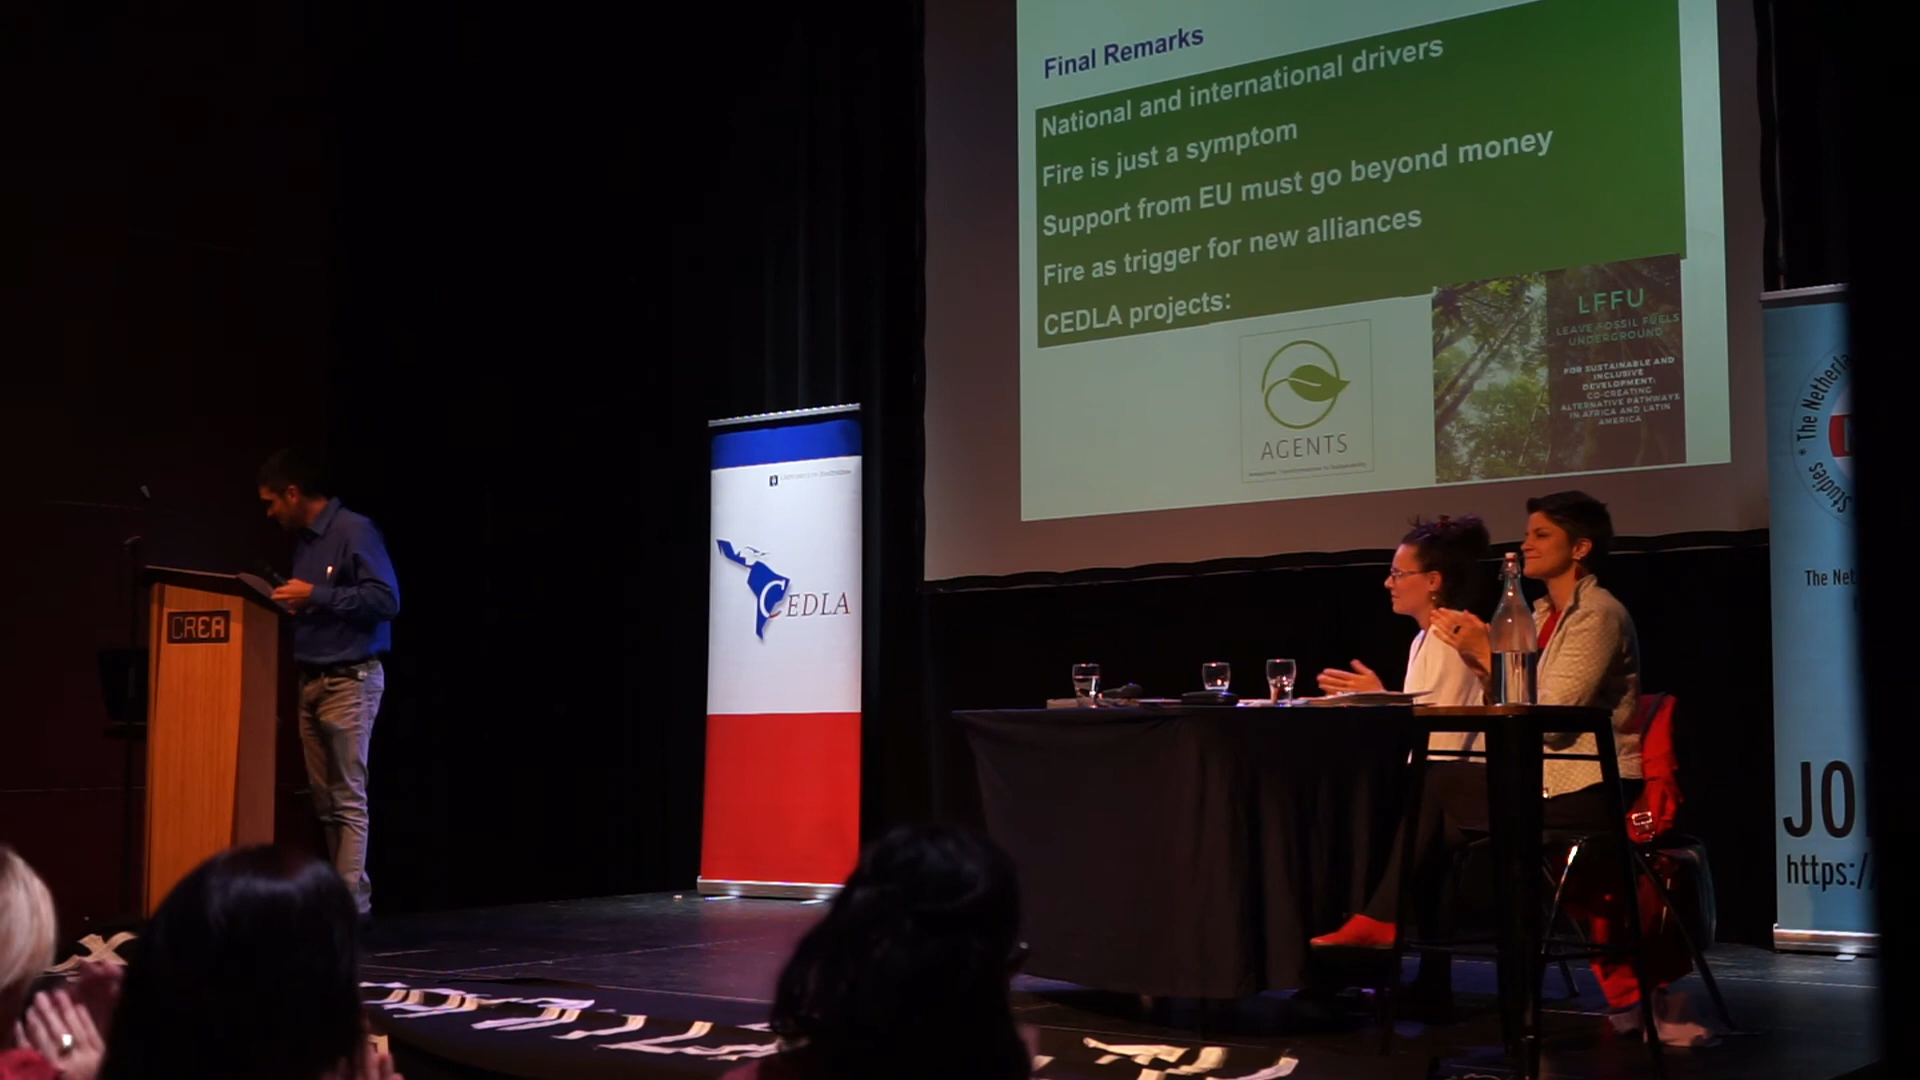 Final Remarks
National and international drivers
Fire is just a symptom
Support from EU must go beyond money
Fire as trigger for new alliances
CEDLA projects:
AGENTS
LFFU
LEAVE FOSSIL FUELS
UNDERGROUND
FOR SUSTAINABLE AND
INCLUSIVE
DEVELOPMENT:
CO-CREATING
ALTERNATIVE PATHWAYS
IN AFRICA AND LATIN
AMERICA
CREA
CEDLA
The Netherla
Studies
The Net
JO
https:/